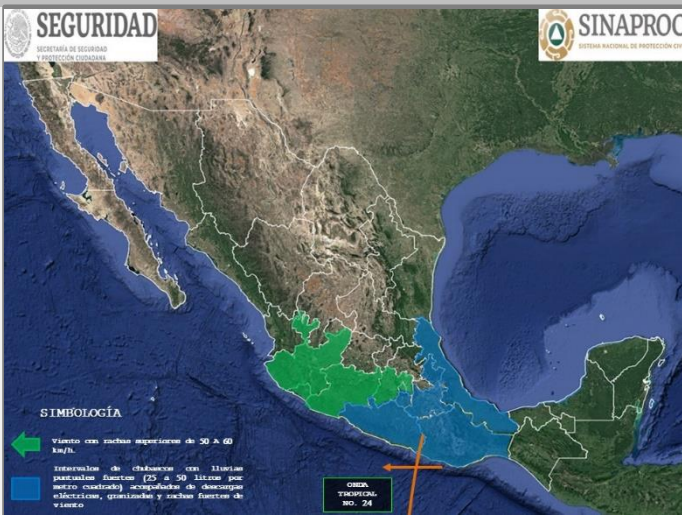 SEGURIDAD
SECRETARÍA DE SEGURIDAD
Y PROTECCIÓN CIUDADANA
SINAPROC
SISTEMA NACIONAL DE PROTECCIÓN CIV
SIMBOLOGÍA
Viento con rachas superiores de 50 A 60
km/h.
Intervalos de chubascos con lluvias
puntuales fuertes (25 a 50 litros por
metro cuadrado) acompañados de descargas
eléctricas, granizadas y rachas fuertes de
viento
ONDA
TROPICAL
NO. 24